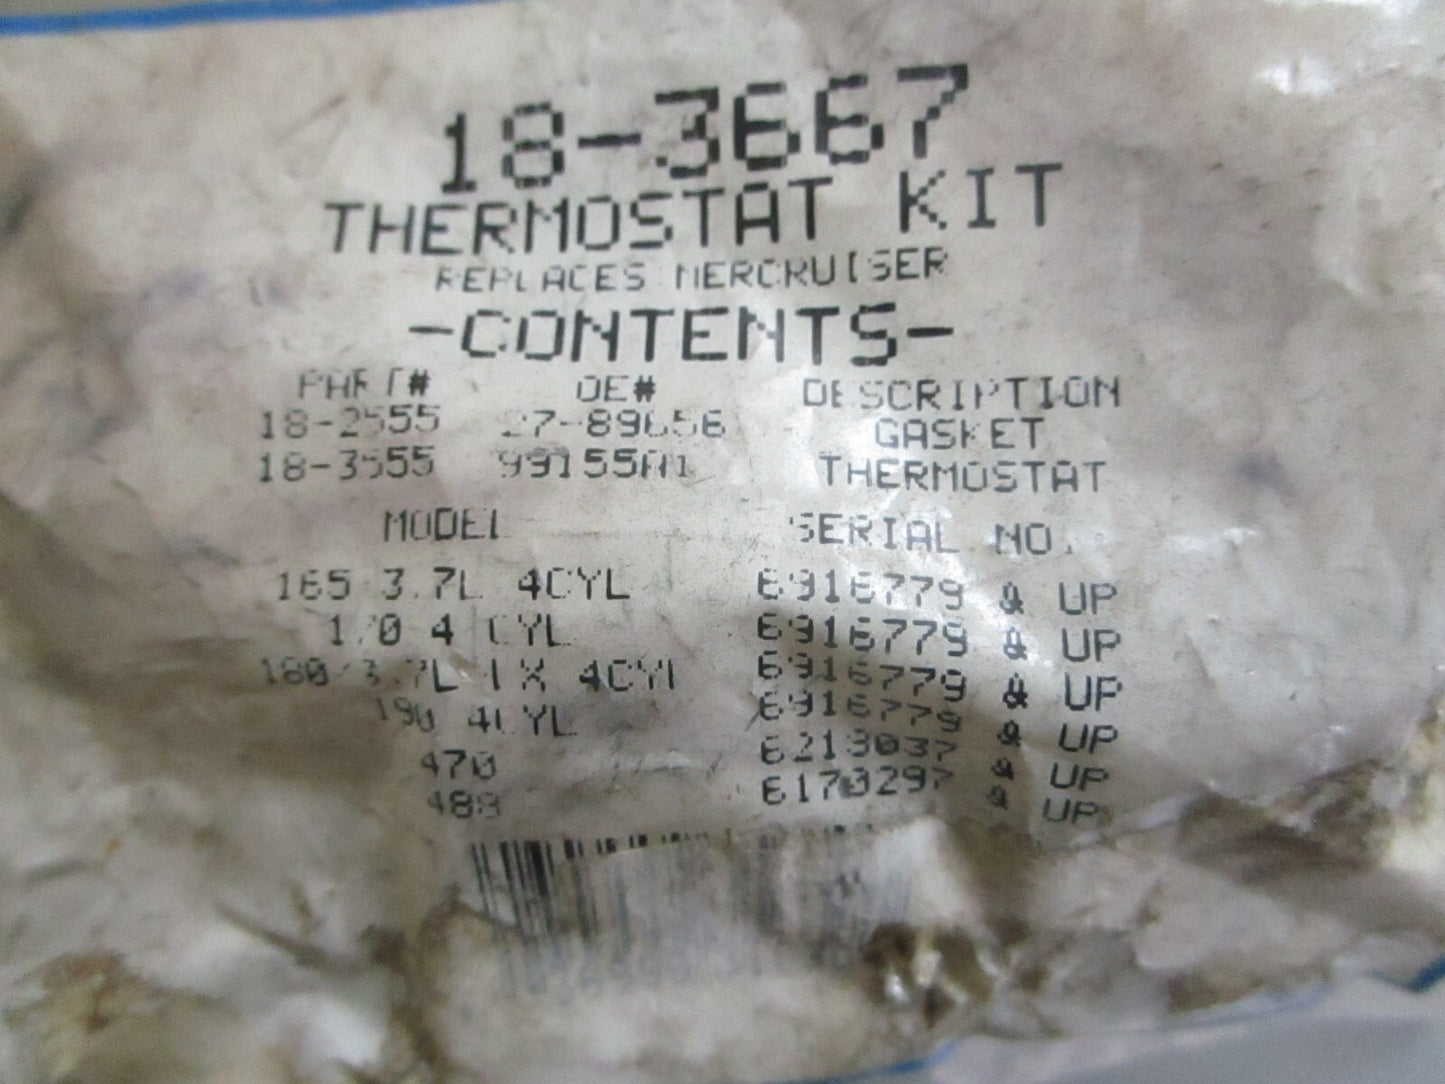 18-3667
THERMOSTAT KIT
REPLACES MERCRUISER
-CONTENTS-
PART# OE# DESCRIPTION
18-2555 27-89656 GASKET
18-3555 99155A1 THERMOSTAT
MODEL SERIAL NO.
165 3.7L 4CYL 6916779 & UP
170 4 CYL 6916779 & UP
180/3.7L LX 4CYL 6916779 & UP
190 4CYL 6916779 & UP
470 6213037 & UP
488 6170297 & UP